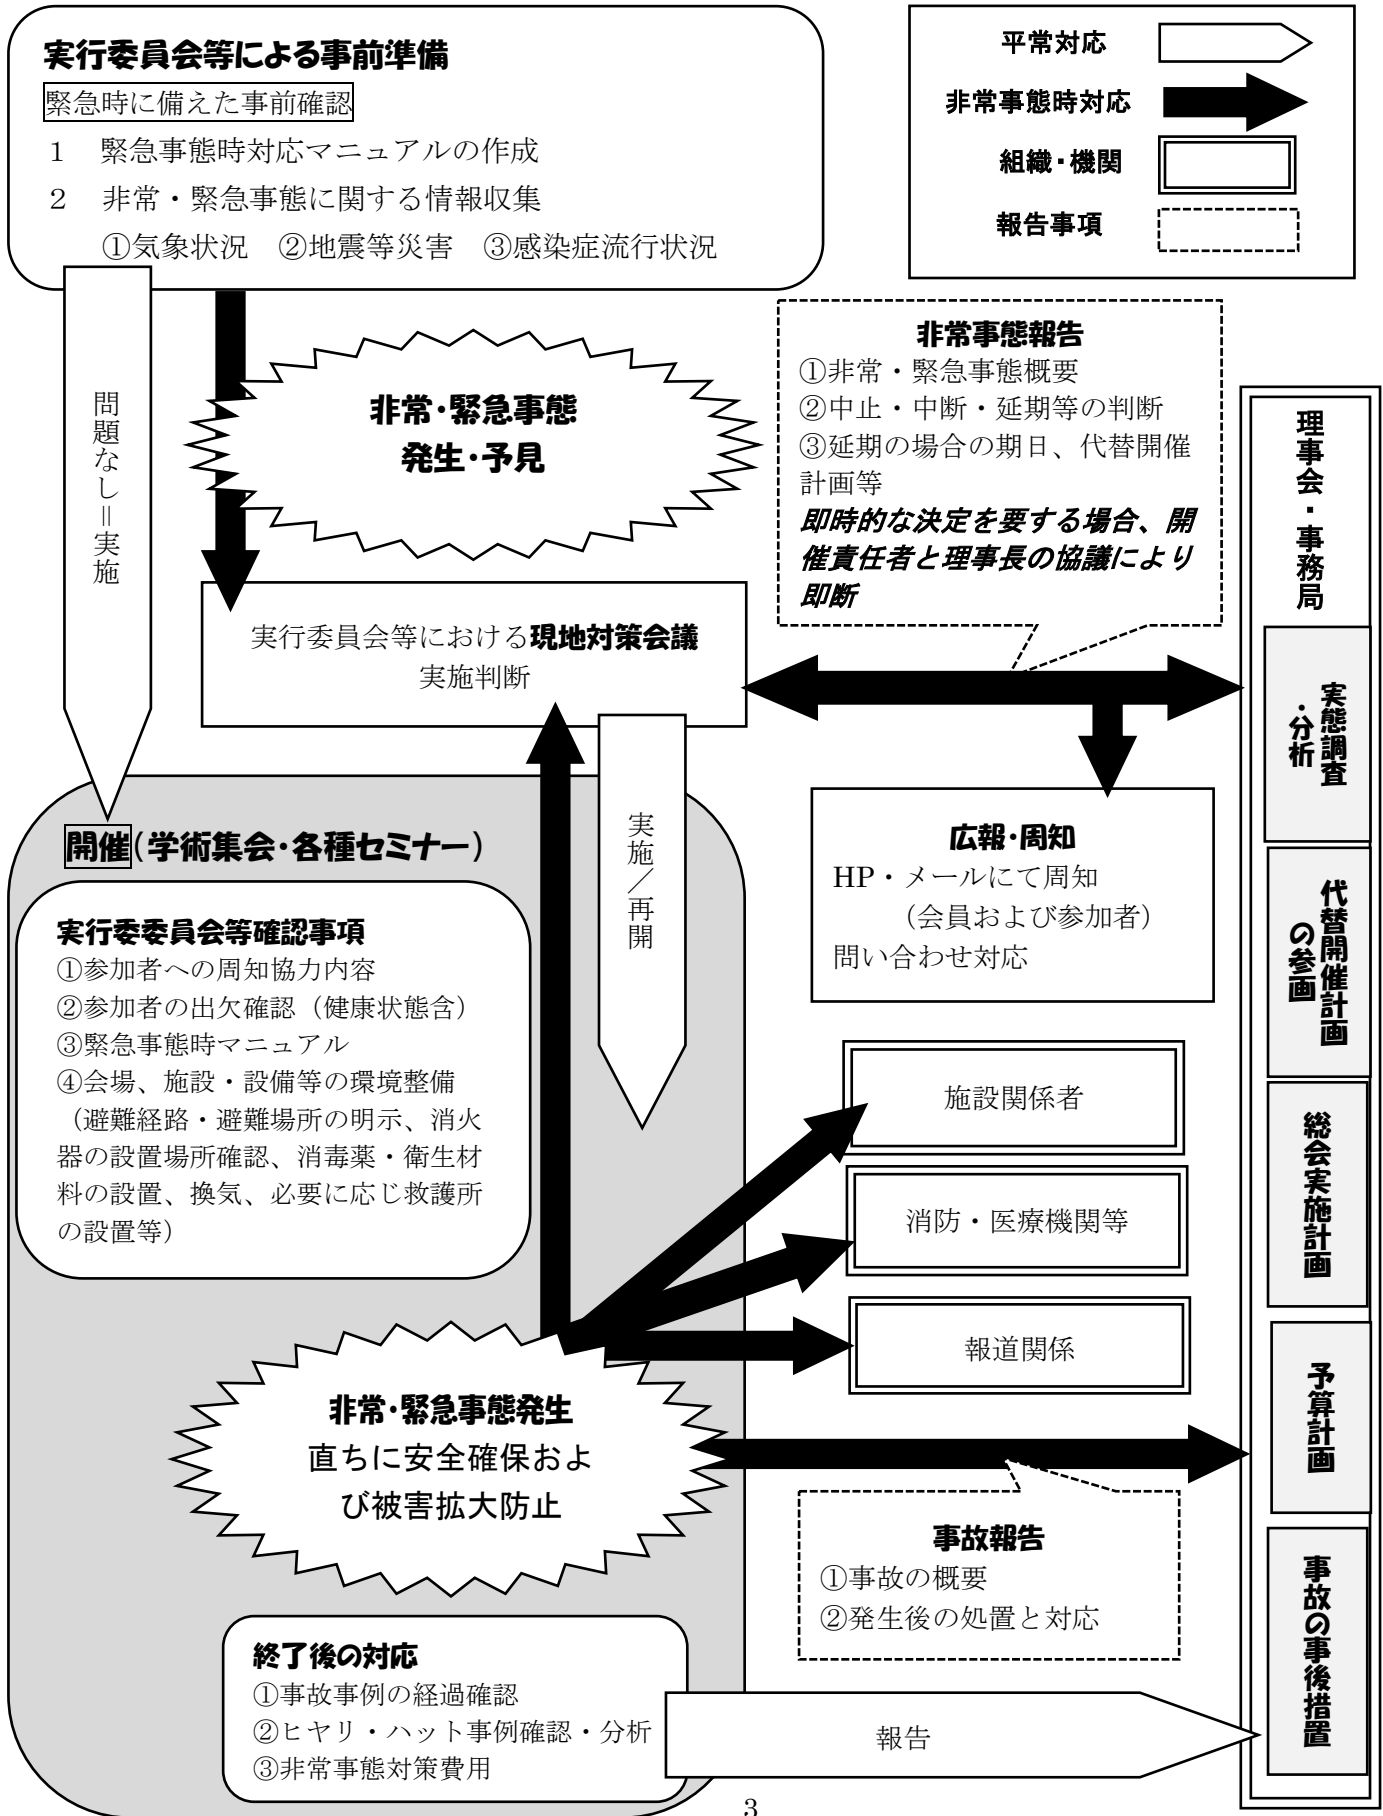 実行委員会等による事前準備
緊急時に備えた事前確認
1 緊急事態時対応マニュアルの作成
2 非常・緊急事態に関する情報収集
①気象状況 ②地震等災害 ③感染症流行状況
平常対応
非常事態時対応
組織・機関
報告事項
問題なし＝実施
非常・緊急事態
発生・予見
非常事態報告
①非常・緊急事態概要
②中止・中断・延期等の判断
③延期の場合の期日、代替開催
計画等
即時的な決定を要する場合、開
催責任者と理事長の協議により
即断
実行委員会等における現地対策会議
実施判断
理事会・事務局
実態調査
・分析
代替開催計画
の参画
総会実施計画
予算計画
事故の事後措置
実施／再開
広報・周知
HP・メールにて周知
（会員および参加者）
問い合わせ対応
開催(学術集会・各種セミナー)
実行委委員会等確認事項
①参加者への周知協力内容
②参加者の出欠確認（健康状態含）
③緊急事態時マニュアル
④会場、施設・設備等の環境整備
（避難経路・避難場所の明示、消火
器の設置場所確認、消毒薬・衛生材
料の設置、換気、必要に応じ救護所
の設置等）
施設関係者
消防・医療機関等
報道関係
非常・緊急事態発生
直ちに安全確保およ
び被害拡大防止
事故報告
①事故の概要
②発生後の処置と対応
終了後の対応
①事故事例の経過確認
②ヒヤリ・ハット事例確認・分析
③非常事態対策費用
報告
3